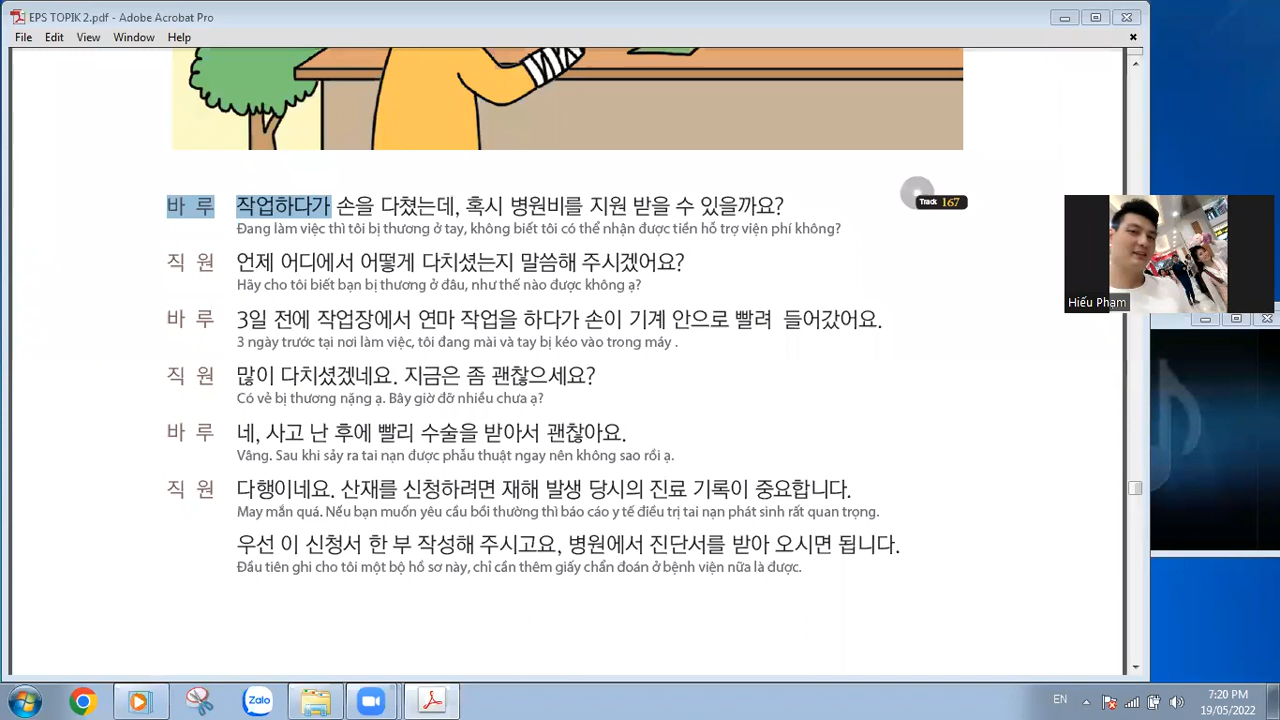 EPS TOPIK 2.pdf - Adobe Acrobat Pro
File Edit View Window Help
바 루 작업하다가 손을 다쳤는데, 혹시 병원비를 지원 받을 수 있을까요?
Track 167
Đang làm việc thì tôi bị thương ở tay, không biết tôi có thể nhận được tiền hỗ trợ viện phí không?
직 원 언제 어디에서 어떻게 다치셨는지 말씀해 주시겠어요?
Hãy cho tôi biết bạn bị thương ở đâu, như thế nào được không ạ?
Hiếu Phạm
바 루 3일 전에 작업장에서 연마 작업을 하다가 손이 기계 안으로 빨려 들어갔어요.
3 ngày trước tại nơi làm việc, tôi đang mài và tay bị kéo vào trong máy .
직 원 많이 다치셨겠네요. 지금은 좀 괜찮으세요?
Có vẻ bị thương nặng ạ. Bây giờ đỡ nhiều chưa ạ?
바 루 네, 사고 난 후에 빨리 수술을 받아서 괜찮아요.
Vâng. Sau khi sảy ra tai nạn được phẫu thuật ngay nên không sao rồi ạ.
직 원 다행이네요. 산재를 신청하려면 재해 발생 당시의 진료 기록이 중요합니다.
May mắn quá. Nếu bạn muốn yêu cầu bồi thường thì báo cáo y tế điều trị tai nạn phát sinh rất quan trọng.
우선 이 신청서 한 부 작성해 주시고요, 병원에서 진단서를 받아 오시면 됩니다.
Đầu tiên ghi cho tôi một bộ hồ sơ này, chỉ cần thêm giấy chẩn đoán ở bệnh viện nữa là được.
Zalo
EN
7:20 PM
19/05/2022